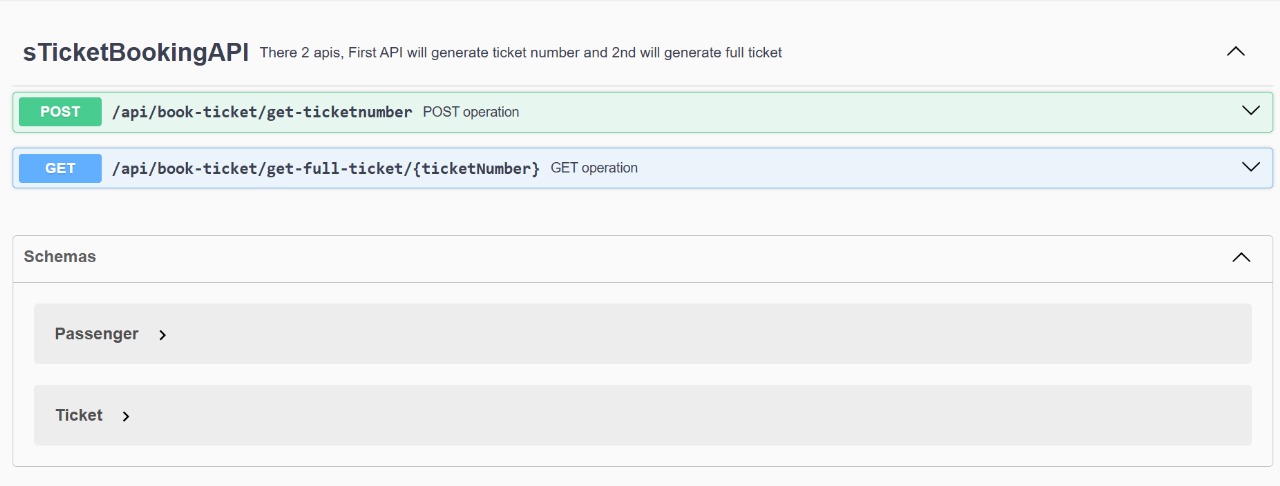 sTicketBookingAPI There 2 apis, First API will generate ticket number and 2nd will generate full ticket
POST /api/book-ticket/get-ticketnumber POST operation
GET /api/book-ticket/get-full-ticket/{ticketNumber} GET operation
Schemas
Passenger
Ticket